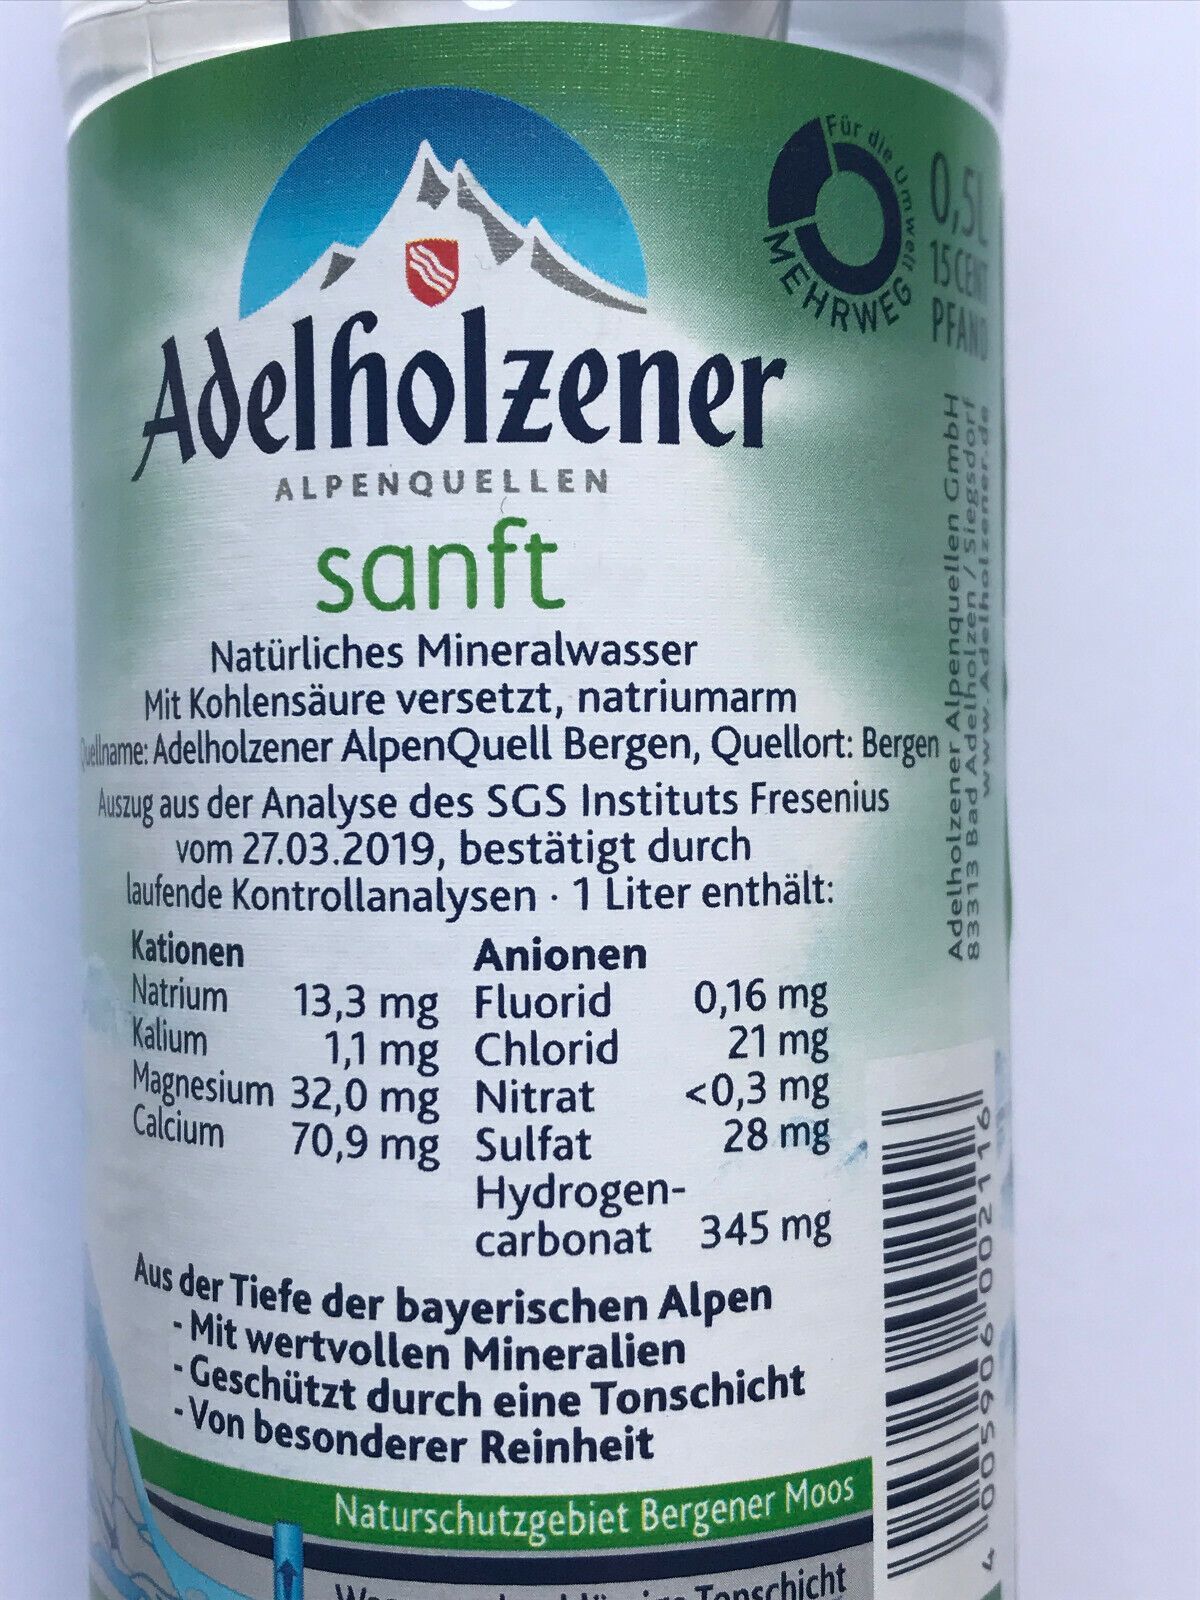 Für die Umwelt
MEHRWEG
0,5L
15 CENT
PFAND
Adelholzener
ALPENQUELLEN
sanft
Natürliches Mineralwasser
Mit Kohlensäure versetzt, natriumarm
Quellname: Adelholzener AlpenQuell Bergen, Quellort: Bergen
Auszug aus der Analyse des SGS Instituts Fresenius
vom 27.03.2019, bestätigt durch
laufende Kontrollanalysen · 1 Liter enthält:
Kationen Anionen
Natrium 13,3 mg Fluorid 0,16 mg
Kalium 1,1 mg Chlorid 21 mg
Magnesium 32,0 mg Nitrat <0,3 mg
Calcium 70,9 mg Sulfat 28 mg
Hydrogen-
carbonat 345 mg
Aus der Tiefe der bayerischen Alpen
- Mit wertvollen Mineralien
- Geschützt durch eine Tonschicht
- Von besonderer Reinheit
Naturschutzgebiet Bergener Moos
Tonschicht
Adelholzener Alpenquellen GmbH
83313 Bad Adelholzen / Siegsdorf
www.Adelholzener.de
4 005906 002116